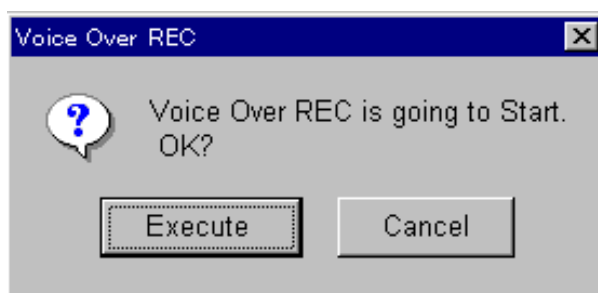 Voice Over REC
Voice Over REC is going to Start.
OK?
Execute
Cancel